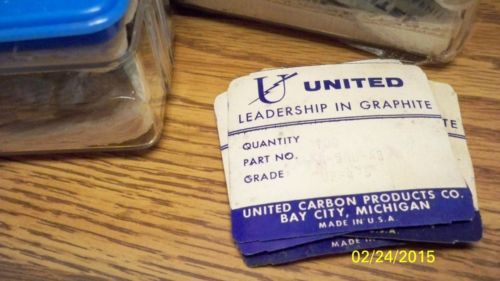 UNITED
LEADERSHIP IN GRAPHITE
QUANTITY
PART NO.
GRADE
UNITED CARBON PRODUCTS CO.
BAY CITY, MICHIGAN
MADE IN U.S.A.
MADE IN U.S.A.
02/24/2015